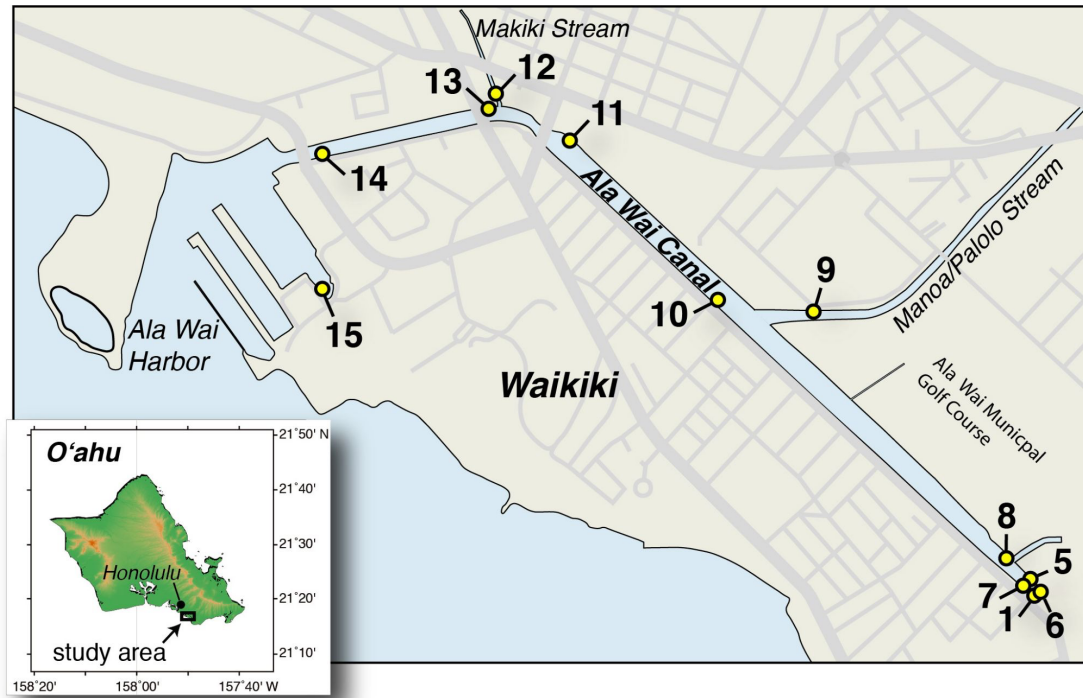 Makiki Stream
12
13
11
14
Ala Wai Canal
Manoa/Palolo Stream
9
10
15
Ala Wai
Harbor
Waikiki
Ala Wai Municpal
Golf Course
8
5
7
1
6
O‘ahu
Honolulu
study area
21°50' N
21°40'
21°30'
21°20'
21°10'
158°20'
158°00'
157°40' W